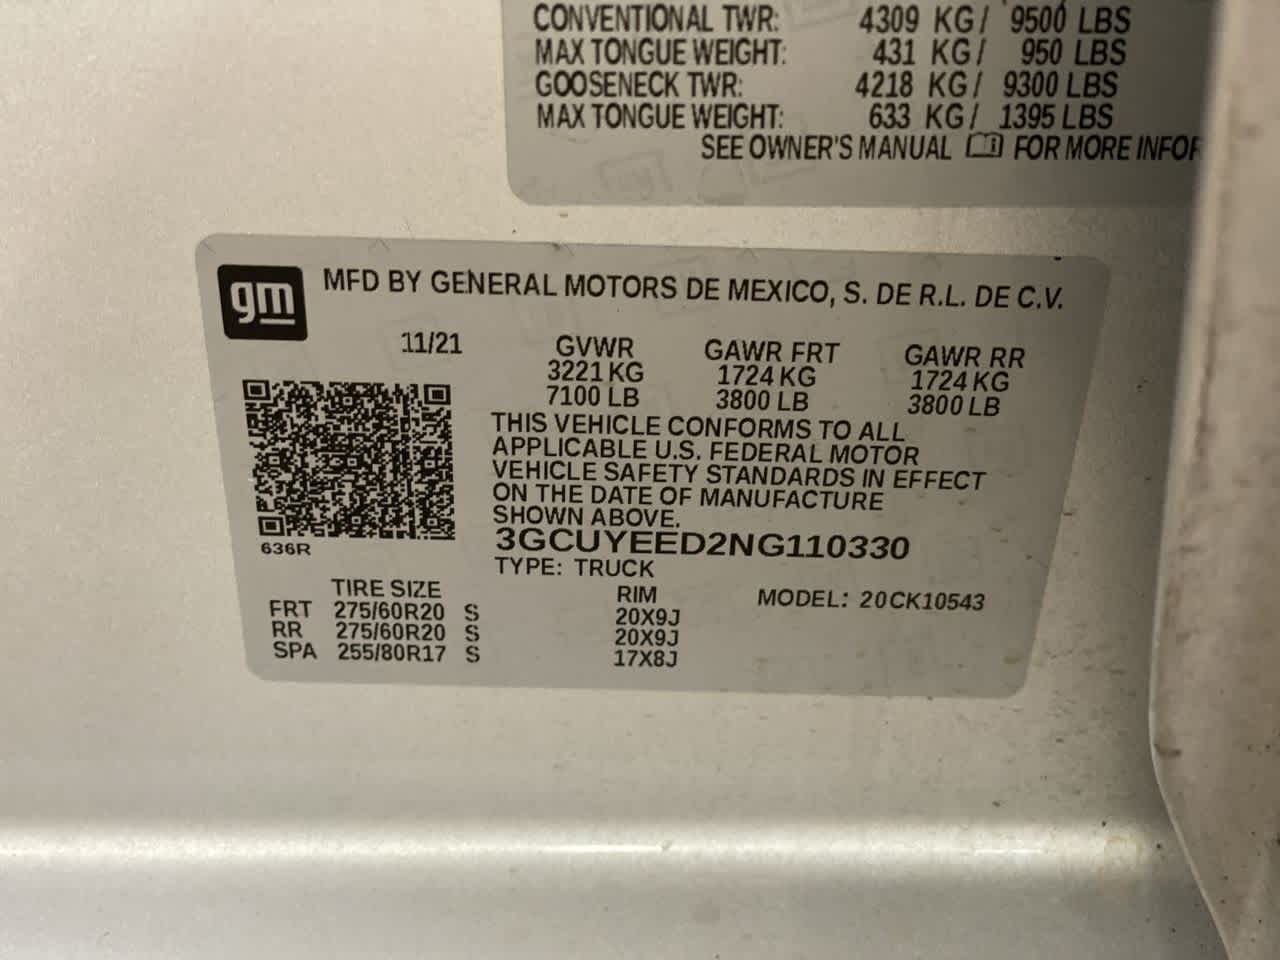 CONVENTIONAL TWR: 4309 KG/ 9500 LBS
MAX TONGUE WEIGHT: 431 KG/ 950 LBS
GOOSENECK TWR: 4218 KG/ 9300 LBS
MAX TONGUE WEIGHT: 633 KG/ 1395 LBS
SEE OWNER'S MANUAL FOR MORE INFOR
gm MFD BY GENERAL MOTORS DE MEXICO, S. DE R.L. DE C.V.
11/21 GVWR GAWR FRT GAWR RR
3221 KG 1724 KG 1724 KG
7100 LB 3800 LB 3800 LB
THIS VEHICLE CONFORMS TO ALL
APPLICABLE U.S. FEDERAL MOTOR
VEHICLE SAFETY STANDARDS IN EFFECT
ON THE DATE OF MANUFACTURE
SHOWN ABOVE.
636R 3GCUYEED2NG110330
TYPE: TRUCK
TIRE SIZE RIM MODEL: 20CK10543
FRT 275/60R20 S 20X9J
RR 275/60R20 S 20X9J
SPA 255/80R17 S 17X8J